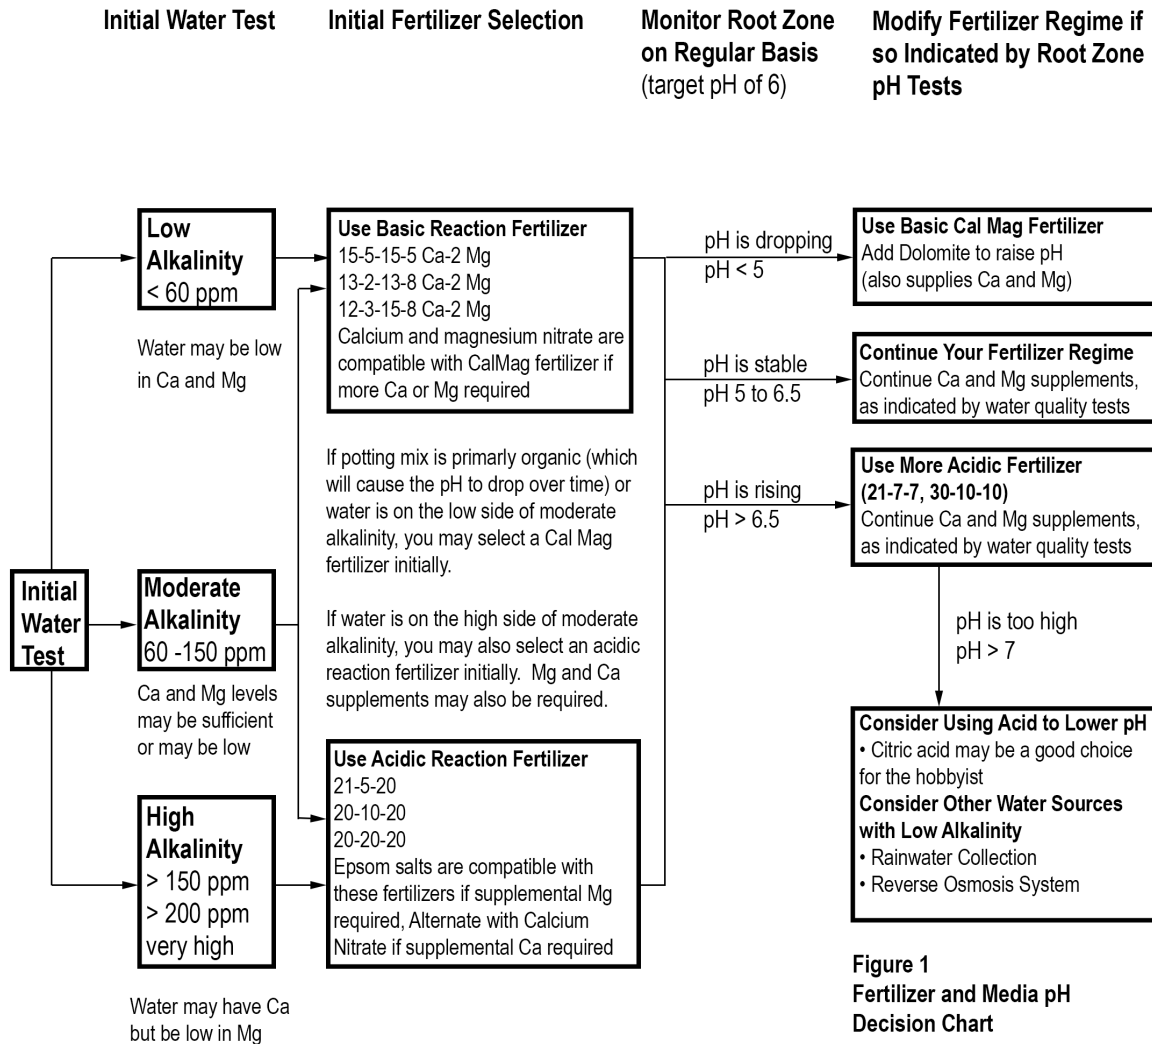 Initial Water Test
Initial Fertilizer Selection
Monitor Root Zone
on Regular Basis
(target pH of 6)
Modify Fertilizer Regime if
so Indicated by Root Zone
pH Tests
Initial
Water
Test
Low
Alkalinity
< 60 ppm
Water may be low
in Ca and Mg
Moderate
Alkalinity
60 -150 ppm
Ca and Mg levels
may be sufficient
or may be low
High
Alkalinity
> 150 ppm
> 200 ppm
very high
Water may have Ca
but be low in Mg
Use Basic Reaction Fertilizer
15-5-15-5 Ca-2 Mg
13-2-13-8 Ca-2 Mg
12-3-15-8 Ca-2 Mg
Calcium and magnesium nitrate are
compatible with CalMag fertilizer if
more Ca or Mg required
If potting mix is primarly organic (which
will cause the pH to drop over time) or
water is on the low side of moderate
alkalinity, you may select a Cal Mag
fertilizer initially.
If water is on the high side of moderate
alkalinity, you may also select an acidic
reaction fertilizer initially.  Mg and Ca
supplements may also be required.
Use Acidic Reaction Fertilizer
21-5-20
20-10-20
20-20-20
Epsom salts are compatible with
these fertilizers if supplemental Mg
required, Alternate with Calcium
Nitrate if supplemental Ca required
pH is dropping
pH < 5
pH is stable
pH 5 to 6.5
pH is rising
pH > 6.5
Use Basic Cal Mag Fertilizer
Add Dolomite to raise pH
(also supplies Ca and Mg)
Continue Your Fertilizer Regime
Continue Ca and Mg supplements,
as indicated by water quality tests
Use More Acidic Fertilizer
(21-7-7, 30-10-10)
Continue Ca and Mg supplements,
as indicated by water quality tests
pH is too high
pH > 7
Consider Using Acid to Lower pH
• Citric acid may be a good choice
for the hobbyist
Consider Other Water Sources
with Low Alkalinity
• Rainwater Collection
• Reverse Osmosis System
Figure 1
Fertilizer and Media pH
Decision Chart